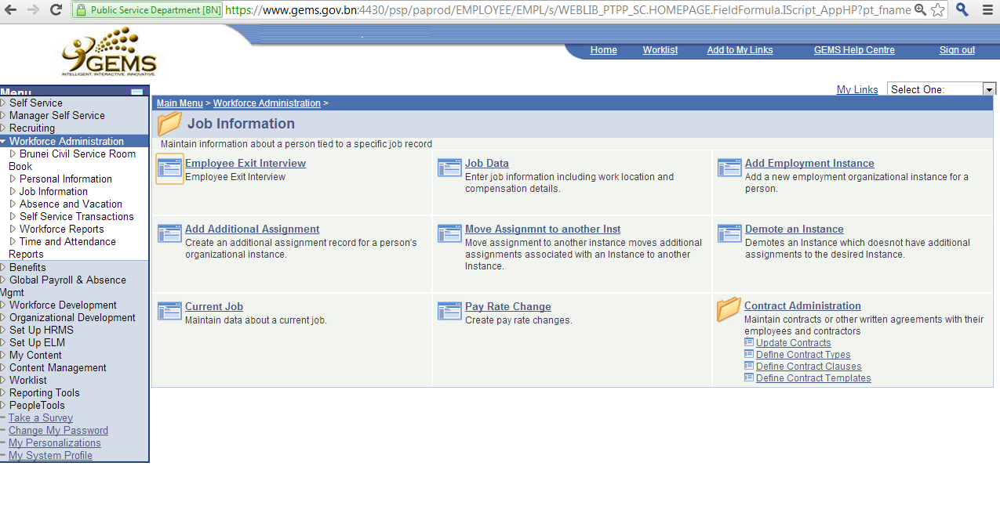 Public Service Department [BN]
https://www.gems.gov.bn:4430/psp/paprod/EMPLOYEE/EMPL/s/WEBLIB_PTPP_SC.HOMEPAGE.FieldFormula.IScript_AppHP?pt_fname
GEMS
INTELLIGENT. INTERACTIVE. INNOVATIVE.
Home
Worklist
Add to My Links
GEMS Help Centre
Sign out
My Links
Select One:
Menu
Self Service
Manager Self Service
Recruiting
Workforce Administration
Brunei Civil Service Room
Book
Personal Information
Job Information
Absence and Vacation
Self Service Transactions
Workforce Reports
Time and Attendance
Reports
Benefits
Global Payroll & Absence
Mgmt
Workforce Development
Organizational Development
Set Up HRMS
Set Up ELM
My Content
Content Management
Worklist
Reporting Tools
PeopleTools
Take a Survey
Change My Password
My Personalizations
My System Profile
Main Menu > Workforce Administration >
Job Information
Maintain information about a person tied to a specific job record
Employee Exit Interview
Employee Exit Interview
Job Data
Enter job information including work location and
compensation details.
Add Employment Instance
Add a new employment organizational instance for a
person.
Add Additional Assignment
Create an additional assignment record for a person's
organizational instance.
Move Assignmnt to another Inst
Move assignment to another instance moves additional
assignments associated with an Instance to another
Instance.
Demote an Instance
Demotes an Instance which doesnot have additional
assignments to the desired Instance.
Current Job
Maintain data about a current job.
Pay Rate Change
Create pay rate changes.
Contract Administration
Maintain contracts or other written agreements with their
employees and contractors
Update Contracts
Define Contract Types
Define Contract Clauses
Define Contract Templates